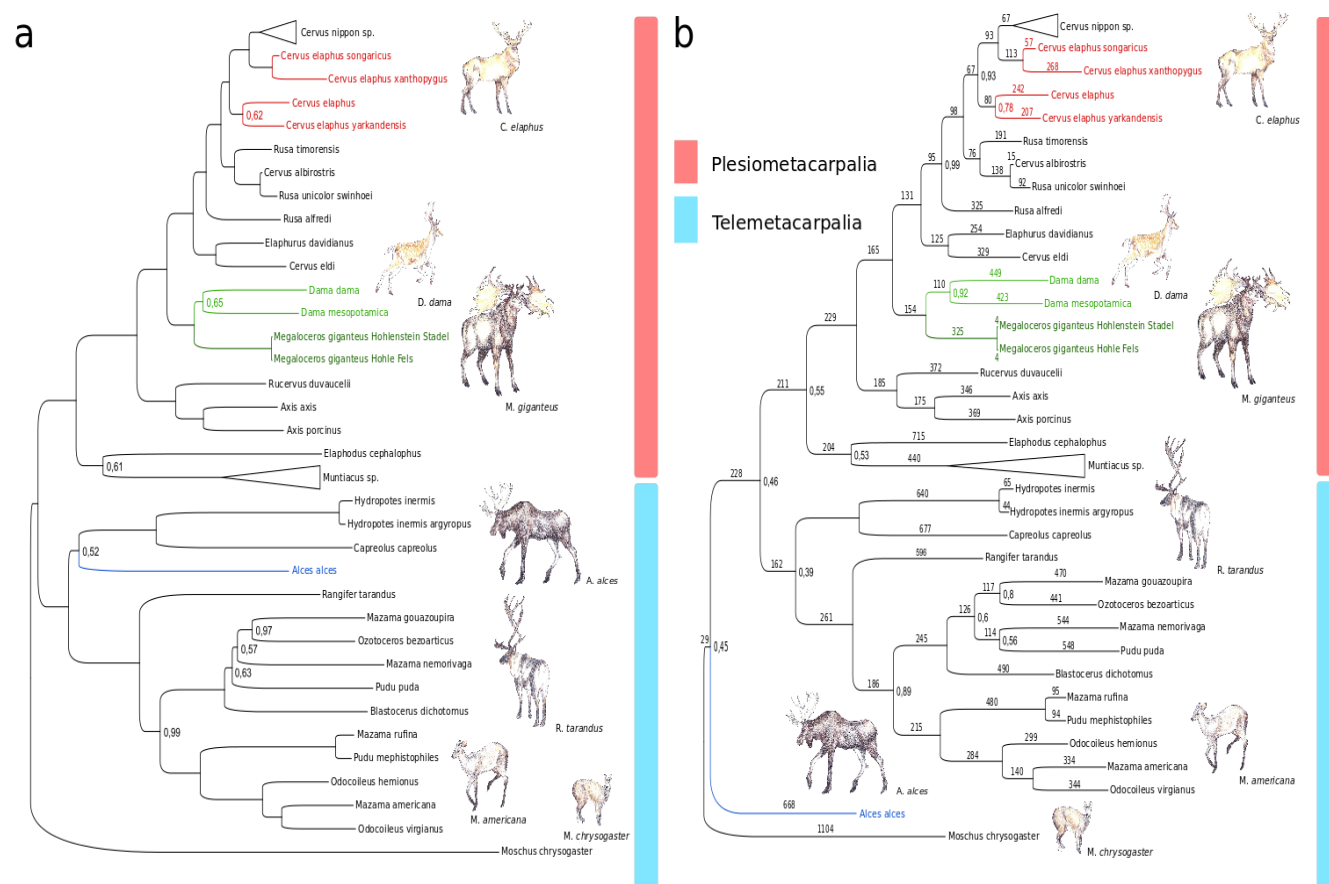 a
Cervus nippon sp.
Cervus elaphus songaricus
Cervus elaphus xanthopygus
Cervus elaphus
0,62
Cervus elaphus yarkandensis
C. elaphus
Rusa timorensis
Cervus albirostris
Rusa unicolor swinhoei
Rusa alfredi
Elaphurus davidianus
Cervus eldi
Dama dama
0,65
D. dama
Dama mesopotamica
Megaloceros giganteus Hohlenstein Stadel
Megaloceros giganteus Hohle Fels
Rucervus duvaucelii
M. giganteus
Axis axis
Axis porcinus
Elaphodus cephalophus
0,61
Muntiacus sp.
Hydropotes inermis
Hydropotes inermis argyropus
0,52
Capreolus capreolus
Alces alces
A. alces
Rangifer tarandus
Mazama gouazoupira
0,97
Ozotoceros bezoarticus
0,57
Mazama nemorivaga
0,63
Pudu puda
Blastocerus dichotomus
R. tarandus
0,99
Mazama rufina
Pudu mephistophiles
Odocoileus hemionus
Mazama americana
M. americana
Odocoileus virgianus
M. chrysogaster
Moschus chrysogaster
Plesiometacarpalia
Telemetacarpalia
b
67
Cervus nippon sp.
93
57
Cervus elaphus songaricus
113
268
Cervus elaphus xanthopygus
67
0,93
242
Cervus elaphus
80
0,78
207
Cervus elaphus yarkandensis
C. elaphus
98
191
Rusa timorensis
76
15
Cervus albirostris
138
92
Rusa unicolor swinhoei
95
0,99
325
Rusa alfredi
131
254
Elaphurus davidianus
125
329
Cervus eldi
165
449
Dama dama
110
0,92
423
Dama mesopotamica
D. dama
154
4
Megaloceros giganteus Hohlenstein Stadel
325
Megaloceros giganteus Hohle Fels
4
229
372
Rucervus duvaucelii
185
346
Axis axis
175
369
Axis porcinus
M. giganteus
211
0,55
715
Elaphodus cephalophus
204
0,53
440
Muntiacus sp.
228
0,46
65
Hydropotes inermis
640
44
Hydropotes inermis argyropus
677
Capreolus capreolus
596
Rangifer tarandus
R. tarandus
162
0,39
470
Mazama gouazoupira
117
0,8
441
Ozotoceros bezoarticus
126
0,6
544
Mazama nemorivaga
114
0,56
548
Pudu puda
261
245
490
Blastocerus dichotomus
29
0,45
186
0,89
95
Mazama rufina
480
94
Pudu mephistophiles
215
299
Odocoileus hemionus
284
334
Mazama americana
140
344
Odocoileus virgianus
M. americana
A. alces
668
Alces alces
1104
Moschus chrysogaster
M. chrysogaster